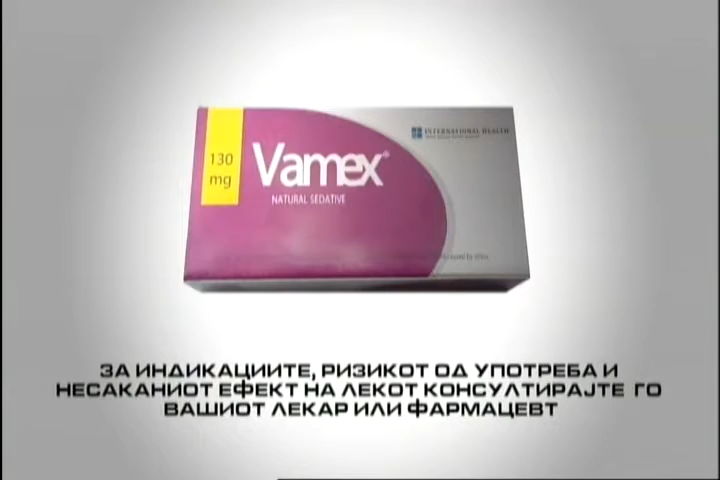 130
mg
Vamex®
NATURAL SEDATIVE
INTERNATIONAL HEALTH
ЗА ИНДИКАЦИИТЕ, РИЗИКОТ ОД УПОТРЕБА И
НЕСАКАНИОТ ЕФЕКТ НА ЛЕКОТ КОНСУЛТИРАЈТЕ ГО
ВАШИОТ ЛЕКАР ИЛИ ФАРМАЦЕВТ